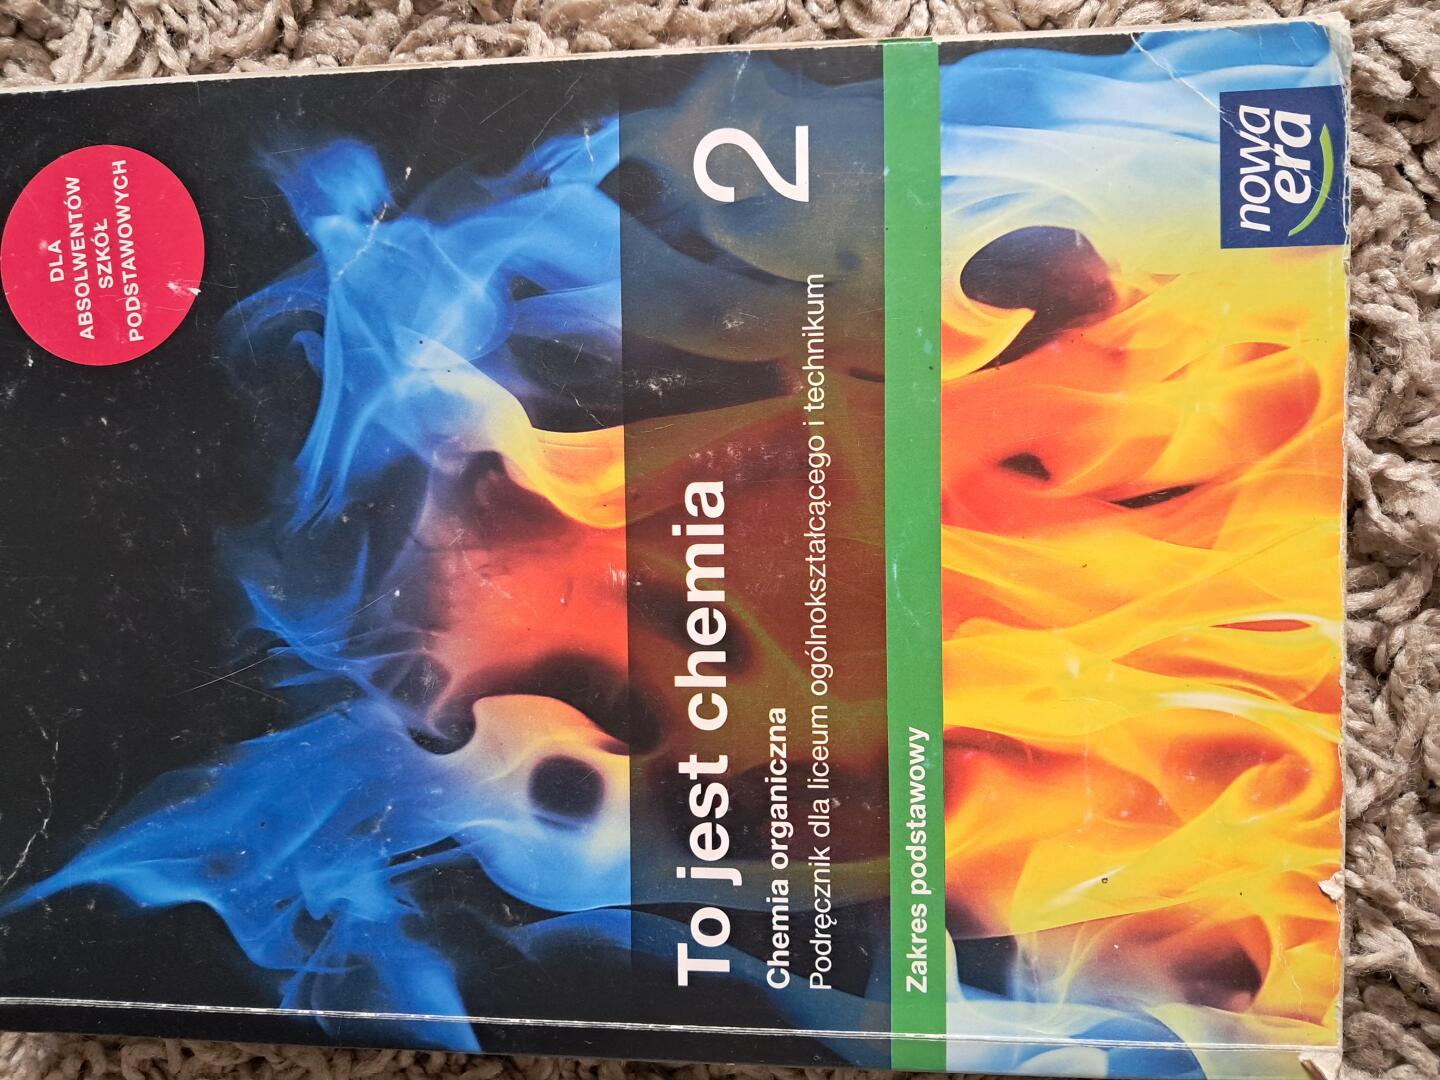 DLA
ABSOLWENTÓW
SZKÓŁ
PODSTAWOWYCH
To jest chemia 2
Chemia organiczna
Podręcznik dla liceum ogólnokształcącego i technikum
Zakres podstawowy
nowa
era